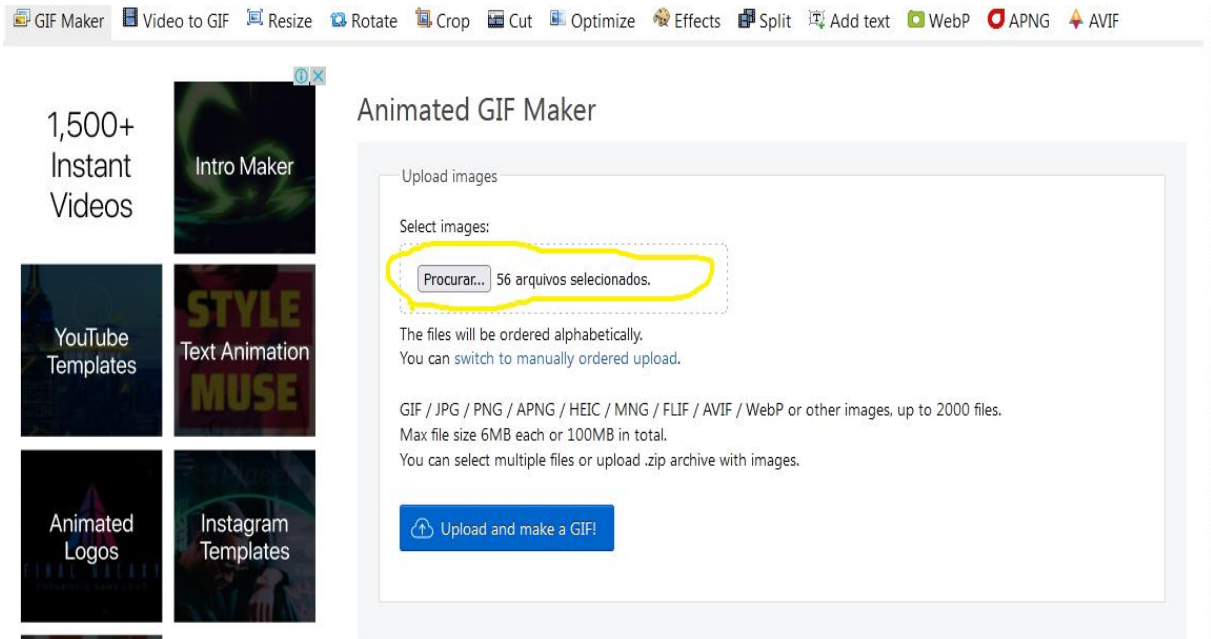 GIF Maker Video to GIF Resize Rotate Crop Cut Optimize Effects Split Add text WebP APNG AVIF
1,500+
Instant
Videos
Intro Maker
YouTube
Templates
STYLE
Text Animation
MUSE
Animated
Logos
Instagram
Templates
Animated GIF Maker
Upload images
Select images:
Procurar... 56 arquivos selecionados.
The files will be ordered alphabetically.
You can switch to manually ordered upload.
GIF / JPG / PNG / APNG / HEIC / MNG / FLIF / AVIF / WebP or other images, up to 2000 files.
Max file size 6MB each or 100MB in total.
You can select multiple files or upload .zip archive with images.
Upload and make a GIF!